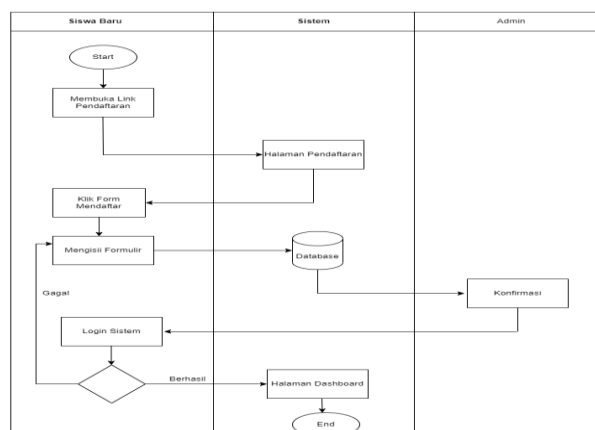 Siswa Baru
Sistem
Admin
Start
Membuka Link
Pendaftaran
Halaman Pendaftaran
Klik Form
Mendaftar
Mengisii Formulir
Database
Gagal
Konfirmasi
Login Sistem
Berhasil
Halaman Dashboard
End